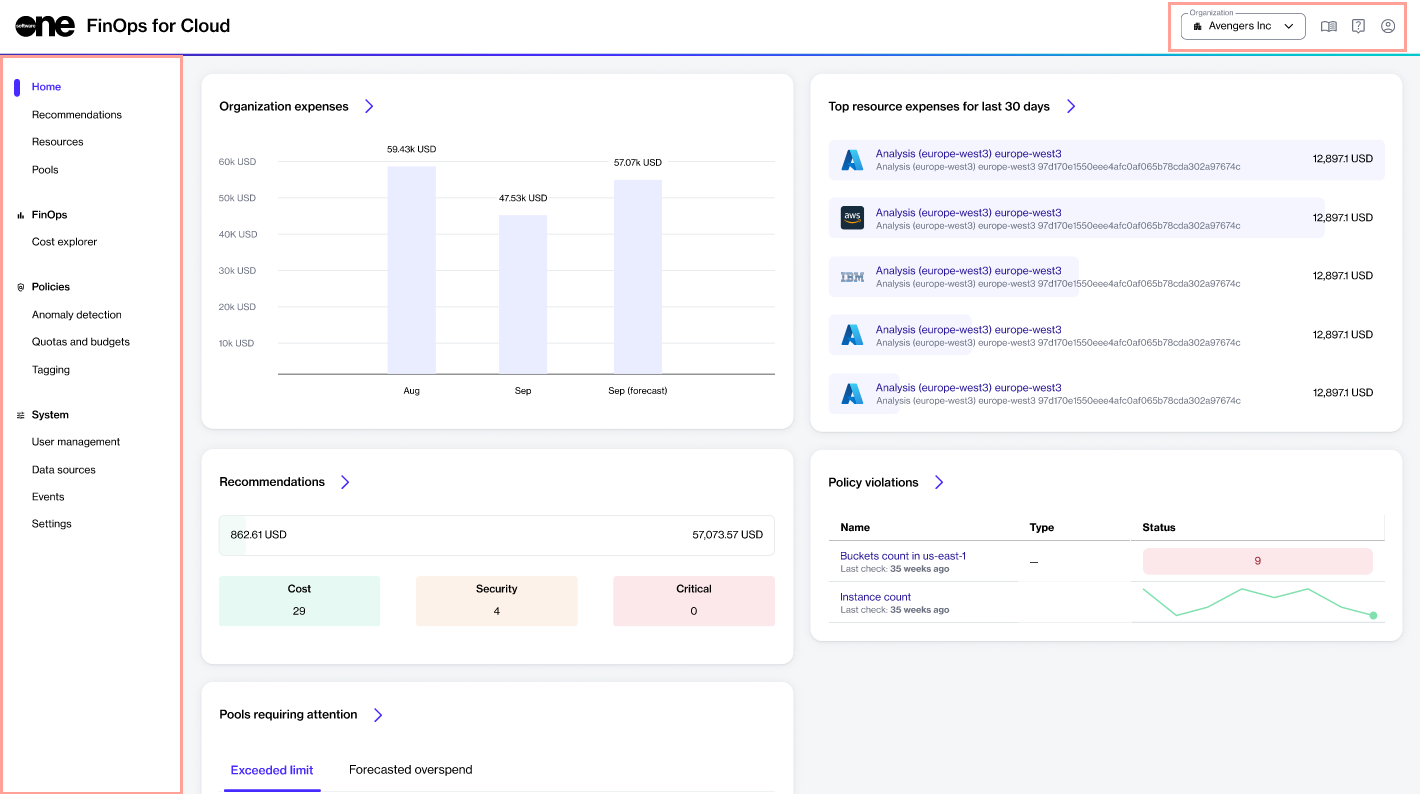 software
one
FinOps for Cloud
Organization
Avengers Inc
Home
Recommendations
Resources
Pools
FinOps
Cost explorer
Policies
Anomaly detection
Quotas and budgets
Tagging
System
User management
Data sources
Events
Settings
Organization expenses
60k USD
50k USD
40K USD
30k USD
20k USD
10k USD
59.43k USD
47.53k USD
57.07k USD
Aug
Sep
Sep (forecast)
Top resource expenses for last 30 days
Analysis (europe-west3) europe-west3
Analysis (europe-west3) europe-west3 97d170e1550eee4afc0af065b78cda302a97674c
12,897.1 USD
aws
Analysis (europe-west3) europe-west3
Analysis (europe-west3) europe-west3 97d170e1550eee4afc0af065b78cda302a97674c
12,897.1 USD
IBM
Analysis (europe-west3) europe-west3
Analysis (europe-west3) europe-west3 97d170e1550eee4afc0af065b78cda302a97674c
12,897.1 USD
Analysis (europe-west3) europe-west3
Analysis (europe-west3) europe-west3 97d170e1550eee4afc0af065b78cda302a97674c
12,897.1 USD
Analysis (europe-west3) europe-west3
Analysis (europe-west3) europe-west3 97d170e1550eee4afc0af065b78cda302a97674c
12,897.1 USD
Recommendations
862.61 USD 57,073.57 USD
Cost Security Critical
29 4 0
Policy violations
Name Type Status
Buckets count in us-east-1
Last check: 35 weeks ago
— 9
Instance count
Last check: 35 weeks ago
Pools requiring attention
Exceeded limit Forecasted overspend